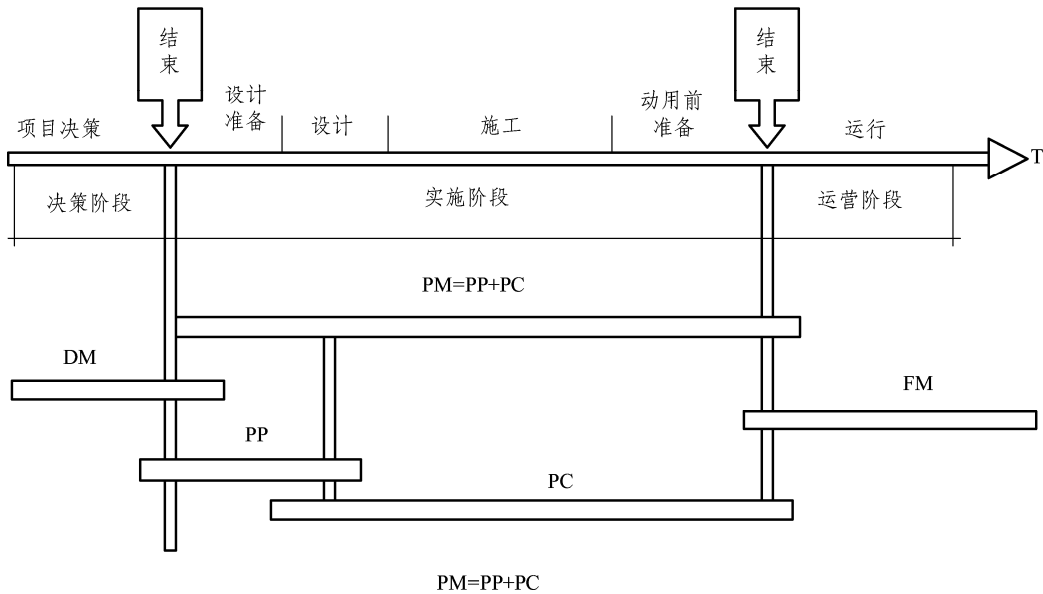 结
束
结
束
设计
准备
动用前
准备
项目决策
设计
施工
运行
T
决策阶段
实施阶段
运营阶段
PM=PP+PC
DM
FM
PP
PC
PM=PP+PC